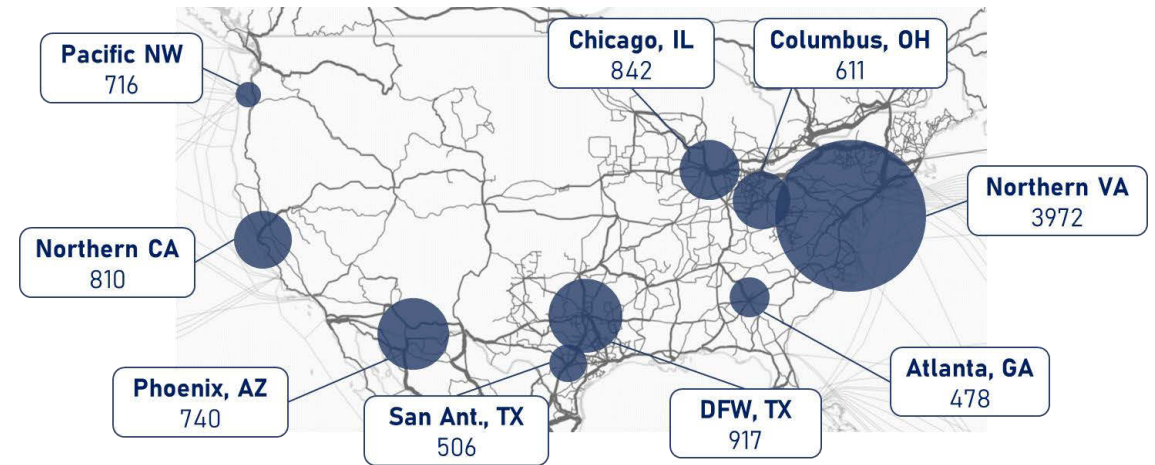 Pacific NW
716
Chicago, IL
842
Columbus, OH
611
Northern VA
3972
Northern CA
810
Phoenix, AZ
740
San Ant., TX
506
DFW, TX
917
Atlanta, GA
478